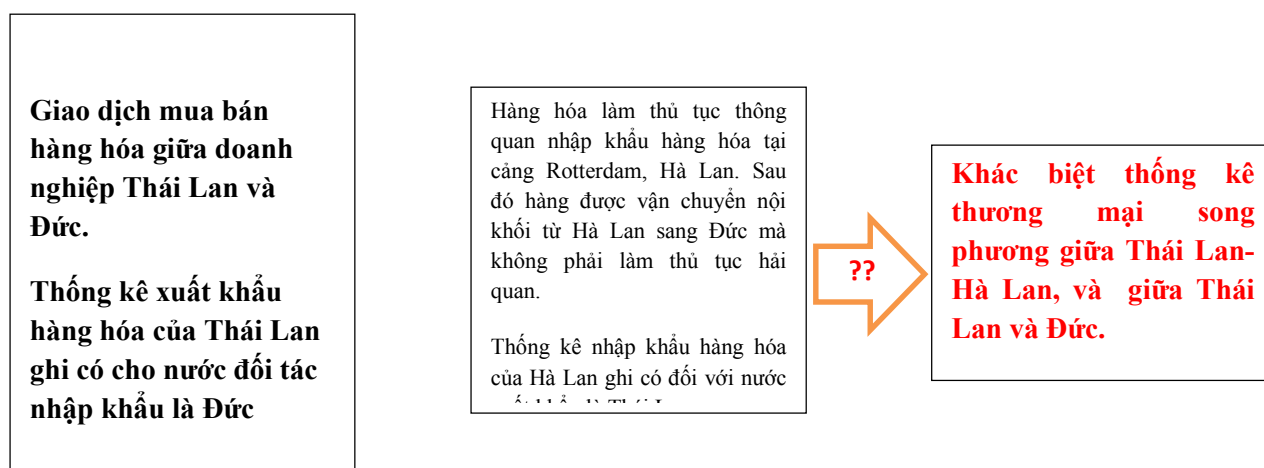 Giao dịch mua bán
hàng hóa giữa doanh
nghiệp Thái Lan và
Đức.
Thống kê xuất khẩu
hàng hóa của Thái Lan
ghi có cho nước đối tác
nhập khẩu là Đức
Hàng hóa làm thủ tục thông
quan nhập khẩu hàng hóa tại
cảng Rotterdam, Hà Lan. Sau
đó hàng được vận chuyển nội
khối từ Hà Lan sang Đức mà
không phải làm thủ tục hải
quan.
Thống kê nhập khẩu hàng hóa
của Hà Lan ghi có đối với nước
??
Khác biệt thống kê
thương mại song
phương giữa Thái Lan-
Hà Lan, và giữa Thái
Lan và Đức.